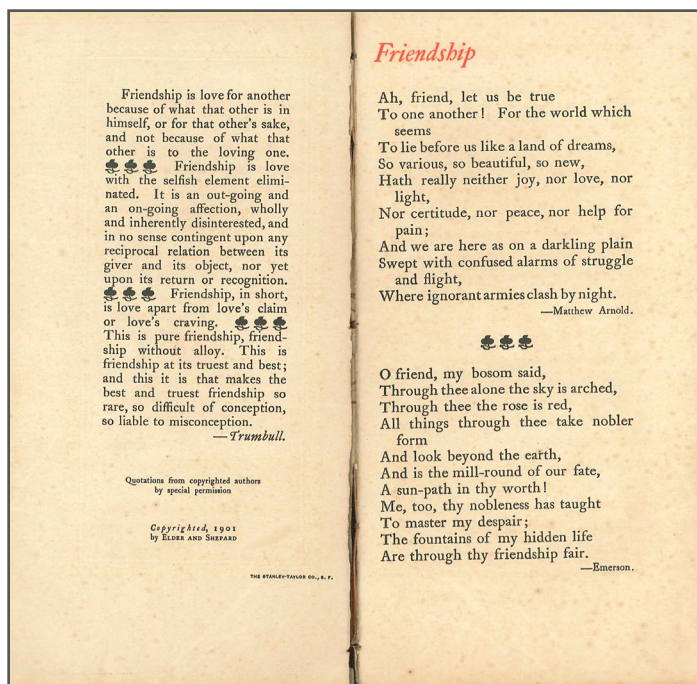 Friendship is love for another
because of what that other is in
himself, or for that other's sake,
and not because of what that
other is to the loving one.
Friendship is love
with the selfish element elimi-
nated. It is an out-going and
an on-going affection, wholly
and inherently disinterested, and
in no sense contingent upon any
reciprocal relation between its
giver and its object, nor yet
upon its return or recognition.
Friendship, in short,
is love apart from love's claim
or love's craving.
This is pure friendship, friend-
ship without alloy. This is
friendship at its truest and best;
and this it is that makes the
best and truest friendship so
rare, so difficult of conception,
so liable to misconception.
—Trumbull.
Quotations from copyrighted authors
by special permission
Copyrighted, 1901
by ELDER AND SHEPARD
THE STANLEY-TAYLOR CO., S. F.
Friendship
Ah, friend, let us be true
To one another! For the world which
seems
To lie before us like a land of dreams,
So various, so beautiful, so new,
Hath really neither joy, nor love, nor
light,
Nor certitude, nor peace, nor help for
pain;
And we are here as on a darkling plain
Swept with confused alarms of struggle
and flight,
Where ignorant armies clash by night.
—Matthew Arnold.
O friend, my bosom said,
Through thee alone the sky is arched,
Through thee the rose is red,
All things through thee take nobler
form
And look beyond the earth,
And is the mill-round of our fate,
A sun-path in thy worth!
Me, too, thy nobleness has taught
To master my despair;
The fountains of my hidden life
Are through thy friendship fair.
—Emerson.